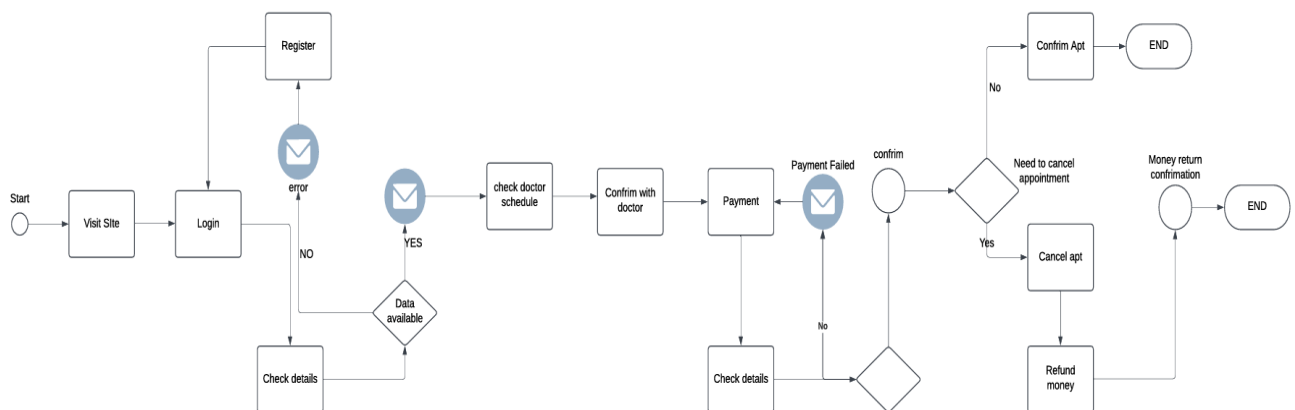 Register
Confrim Apt
END
No
error
Start
Visit SIte
Login
NO
YES
Data
available
Check details
check doctor
schedule
Confrim with
doctor
Payment
Payment Failed
No
Check details
confrim
Need to cancel
appointment
Yes
Cancel apt
Refund
money
Money return
confrimation
END